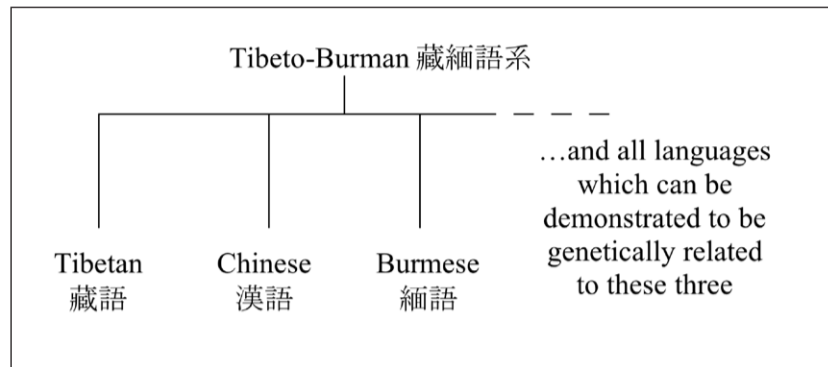 Tibeto-Burman 藏緬語系
Tibetan
藏語
Chinese
漢語
Burmese
緬語
…and all languages
which can be
demonstrated to be
genetically related
to these three